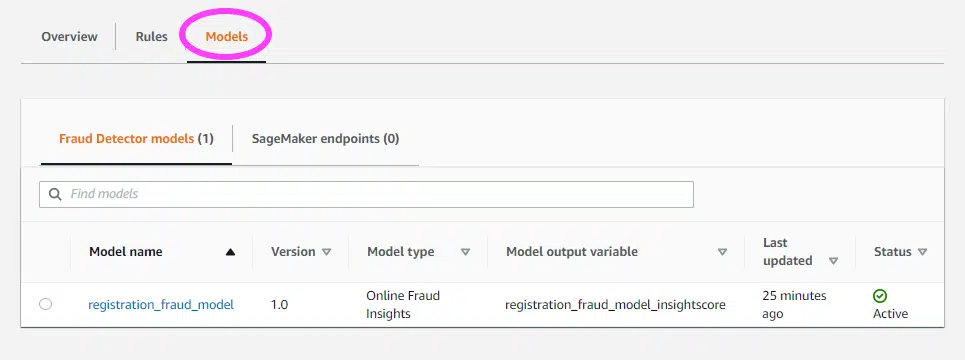 Overview Rules Models
Fraud Detector models (1) SageMaker endpoints (0)
Find models
Model name Version Model type Model output variable Last updated Status
registration_fraud_model 1.0 Online Fraud Insights registration_fraud_model_insightscore 25 minutes ago Active